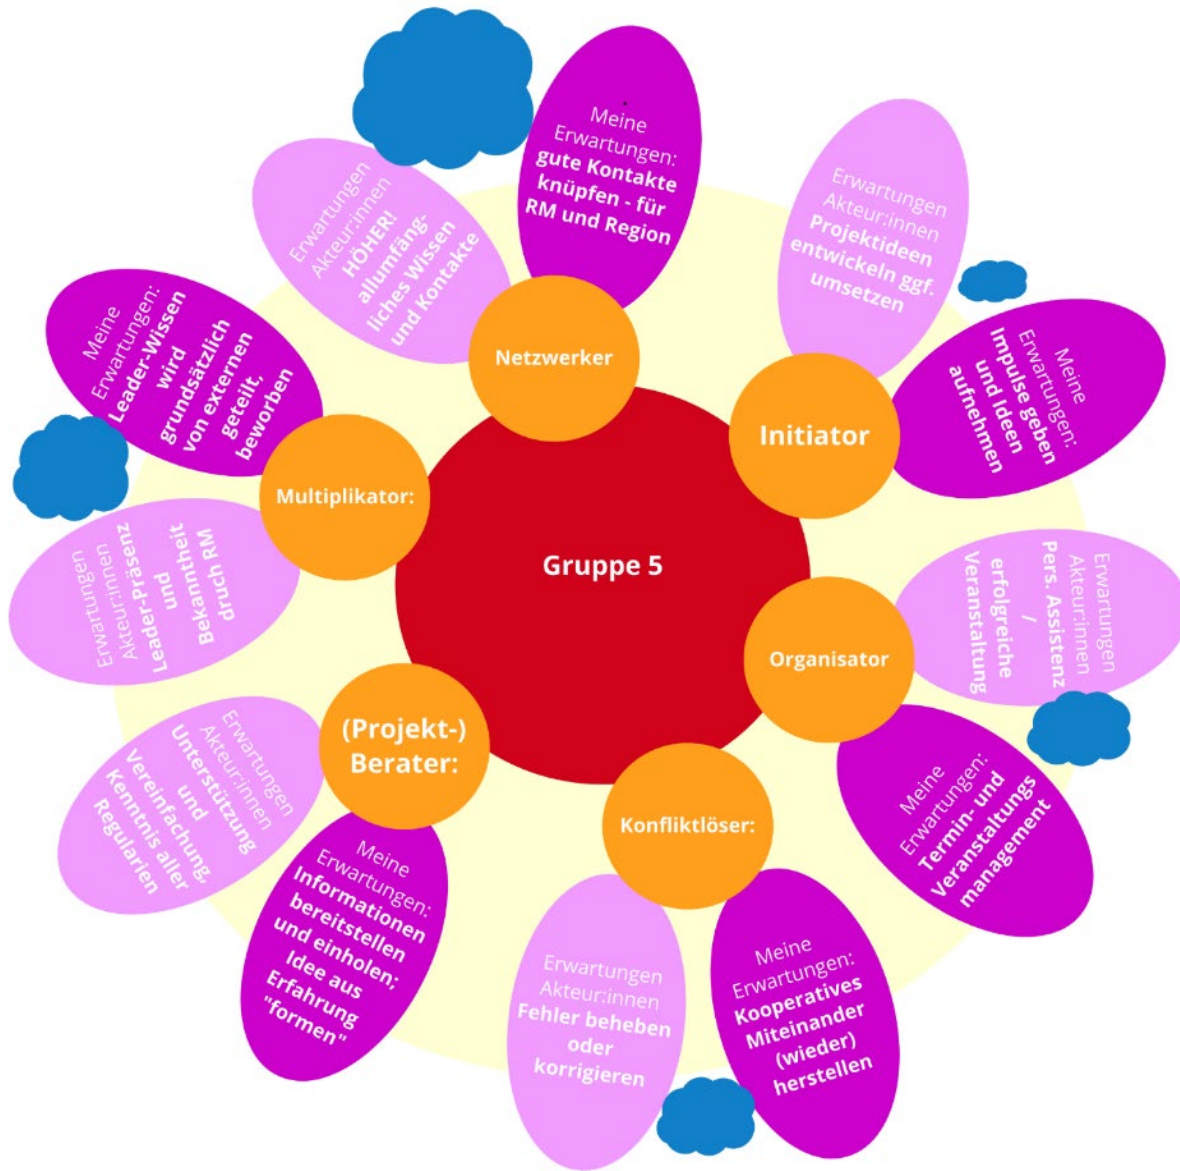 Gruppe 5
Netzwerker
Erwartungen
Akteur:innen
HÖHER!
allumfäng-
liches Wissen
und Kontakte
Meine
Erwartungen:
gute Kontakte
knüpfen - für
RM und Region
Initiator
Erwartungen
Akteur:innen
Projektideen
entwickeln ggf.
umsetzen
Meine
Erwartungen:
Impulse geben
und Ideen
aufnehmen
Organisator
Erwartungen
Akteur:innen
Pers. Assistenz
/
erfolgreiche
Veranstaltung
Meine
Erwartungen:
Termin- und
Veranstaltungs
management
Konfliktlöser:
Meine
Erwartungen:
Kooperatives
Miteinander
(wieder)
herstellen
Erwartungen
Akteur:innen
Fehler beheben
oder
korrigieren
(Projekt-)
Berater:
Meine
Erwartungen:
Informationen
bereitstellen
und einholen;
Idee aus
Erfahrung
"formen"
Erwartungen
Akteur:innen
Unterstützung
und
Vereinfachung,
Kenntnis aller
Regularien
Multiplikator:
Erwartungen
Akteur:innen
Leader-Präsenz
und
Bekanntheit
druch RM
Meine
Erwartungen:
Leader-Wissen
wird
grundsätzlich
von externen
geteilt,
beworben